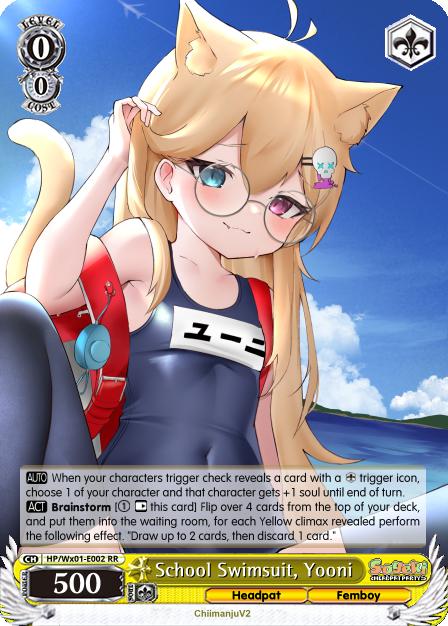 LEVEL
0
0
COST
ユーニ
AUTO When your characters trigger check reveals a card with a trigger icon,
choose 1 of your character and that character gets +1 soul until end of turn.
ACT Brainstorm [① this card] Flip over 4 cards from the top of your deck,
and put them into the waiting room, for each Yellow climax revealed perform
the following effect. "Draw up to 2 cards, then discard 1 card."
CH HP/Wx01-E002 RR
POWER 500 SOUL School Swimsuit, Yooni
Headpat Femboy
HEADPATPARTY
ChiimanjuV2